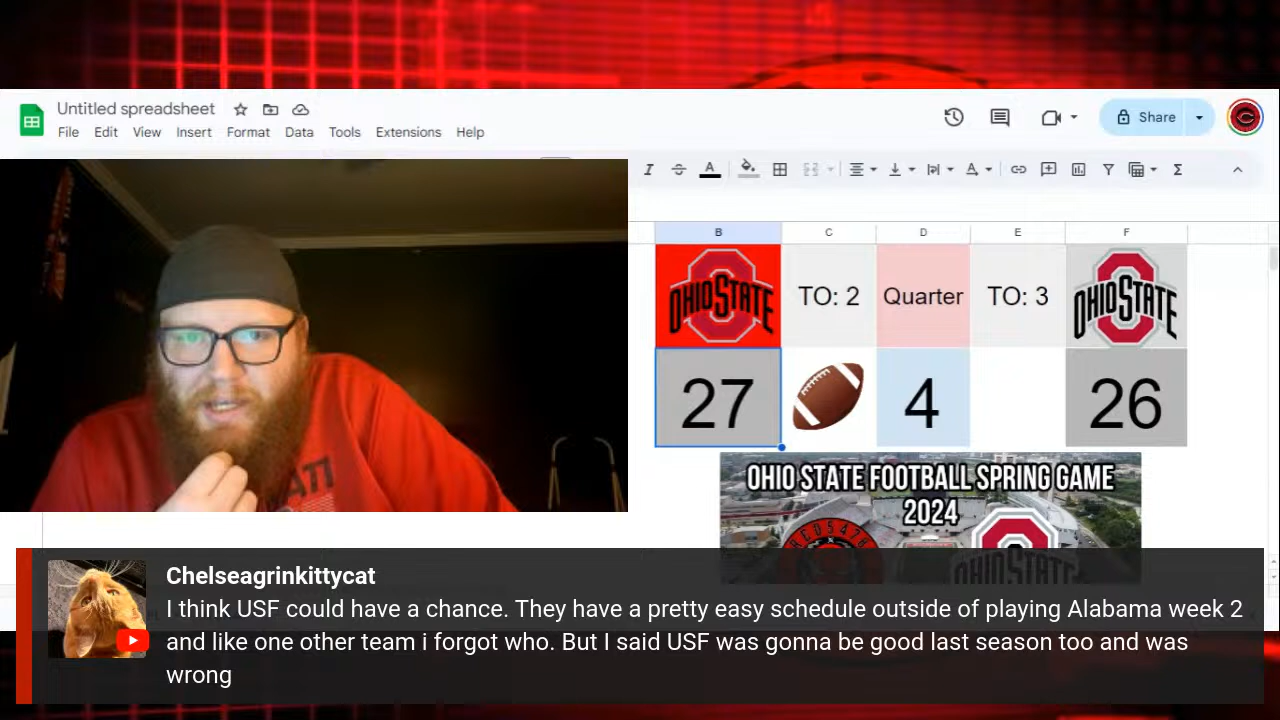 Untitled spreadsheet
File Edit View Insert Format Data Tools Extensions Help
Share
B C D E F
OHIO STATE TO: 2 Quarter TO: 3 OHIO STATE
27 4 26
OHIO STATE FOOTBALL SPRING GAME
2024
OHIO STATE
Chelseagrinkittycat
I think USF could have a chance. They have a pretty easy schedule outside of playing Alabama week 2
and like one other team i forgot who. But I said USF was gonna be good last season too and was
wrong